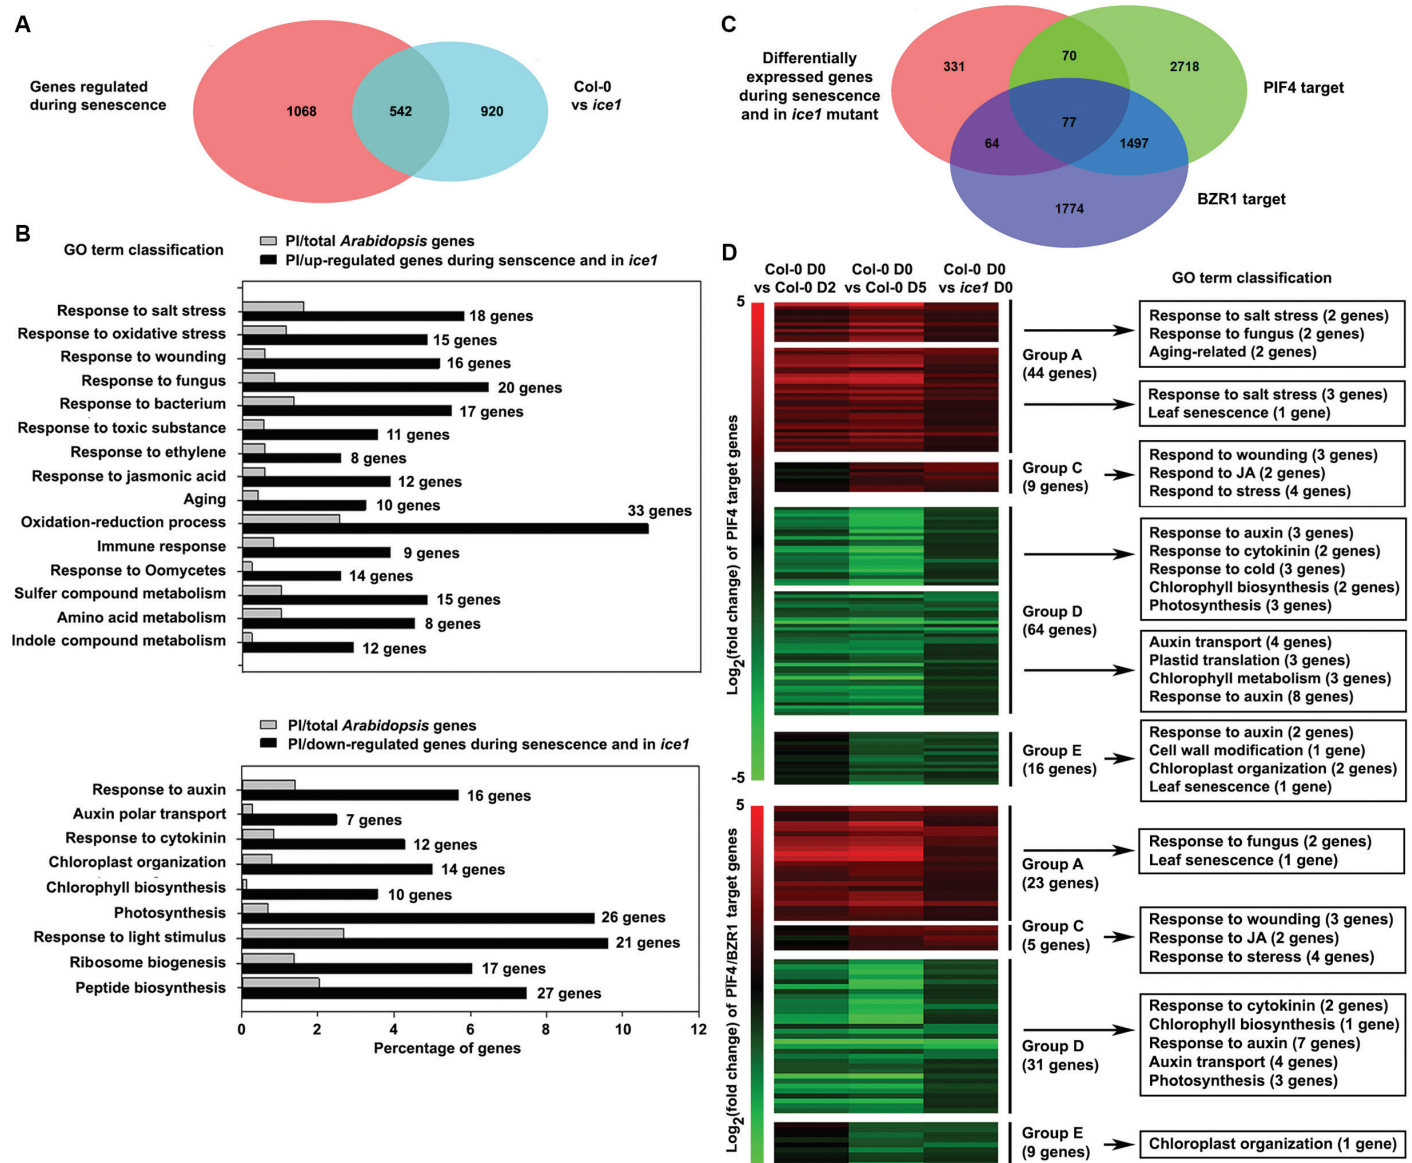 A
Genes regulated
during senescence
1068
542
920
Col-0
vs ice1
C
Differentially
expressed genes
during senescence
and in ice1 mutant
331
70
2718
77
64
1497
1774
PIF4 target
BZR1 target
B
GO term classification
PI/total Arabidopsis genes
PI/up-regulated genes during senscence and in ice1
Response to salt stress
18 genes
Response to oxidative stress
15 genes
Response to wounding
16 genes
Response to fungus
20 genes
Response to bacterium
17 genes
Response to toxic substance
11 genes
Response to ethylene
8 genes
Response to jasmonic acid
12 genes
Aging
10 genes
Oxidation-reduction process
33 genes
Immune response
9 genes
Response to Oomycetes
14 genes
Sulfer compound metabolism
15 genes
Amino acid metabolism
8 genes
Indole compound metabolism
12 genes
PI/total Arabidopsis genes
PI/down-regulated genes during senescence and in ice1
Response to auxin
16 genes
Auxin polar transport
7 genes
Response to cytokinin
12 genes
Chloroplast organization
14 genes
Chlorophyll biosynthesis
10 genes
Photosynthesis
26 genes
Response to light stimulus
21 genes
Ribosome biogenesis
17 genes
Peptide biosynthesis
27 genes
0 2 4 6 8 10 12
Percentage of genes
D
Col-0 D0
vs Col-0 D2
Col-0 D0
vs Col-0 D5
Col-0 D0
vs ice1 D0
GO term classification
5
Log2(fold change) of PIF4 target genes
-5
Group A
(44 genes)
Response to salt stress (2 genes)
Response to fungus (2 genes)
Aging-related (2 genes)
Response to salt stress (3 genes)
Leaf senescence (1 gene)
Group C
(9 genes)
Respond to wounding (3 genes)
Respond to JA (2 genes)
Respond to stress (4 genes)
Group D
(64 genes)
Response to auxin (3 genes)
Response to cytokinin (2 genes)
Response to cold (3 genes)
Chlorophyll biosynthesis (2 genes)
Photosynthesis (3 genes)
Auxin transport (4 genes)
Plastid translation (3 genes)
Chlorophyll metabolism (3 genes)
Response to auxin (8 genes)
Group E
(16 genes)
Response to auxin (2 genes)
Cell wall modification (1 gene)
Chloroplast organization (2 genes)
Leaf senescence (1 gene)
5
Log2(fold change) of PIF4/BZR1 target genes
Group A
(23 genes)
Response to fungus (2 genes)
Leaf senescence (1 gene)
Group C
(5 genes)
Response to wounding (3 genes)
Response to JA (2 genes)
Response to steress (4 genes)
Group D
(31 genes)
Response to cytokinin (2 genes)
Chlorophyll biosynthesis (1 gene)
Response to auxin (7 genes)
Auxin transport (4 genes)
Photosynthesis (3 genes)
Group E
(9 genes)
Chloroplast organization (1 gene)